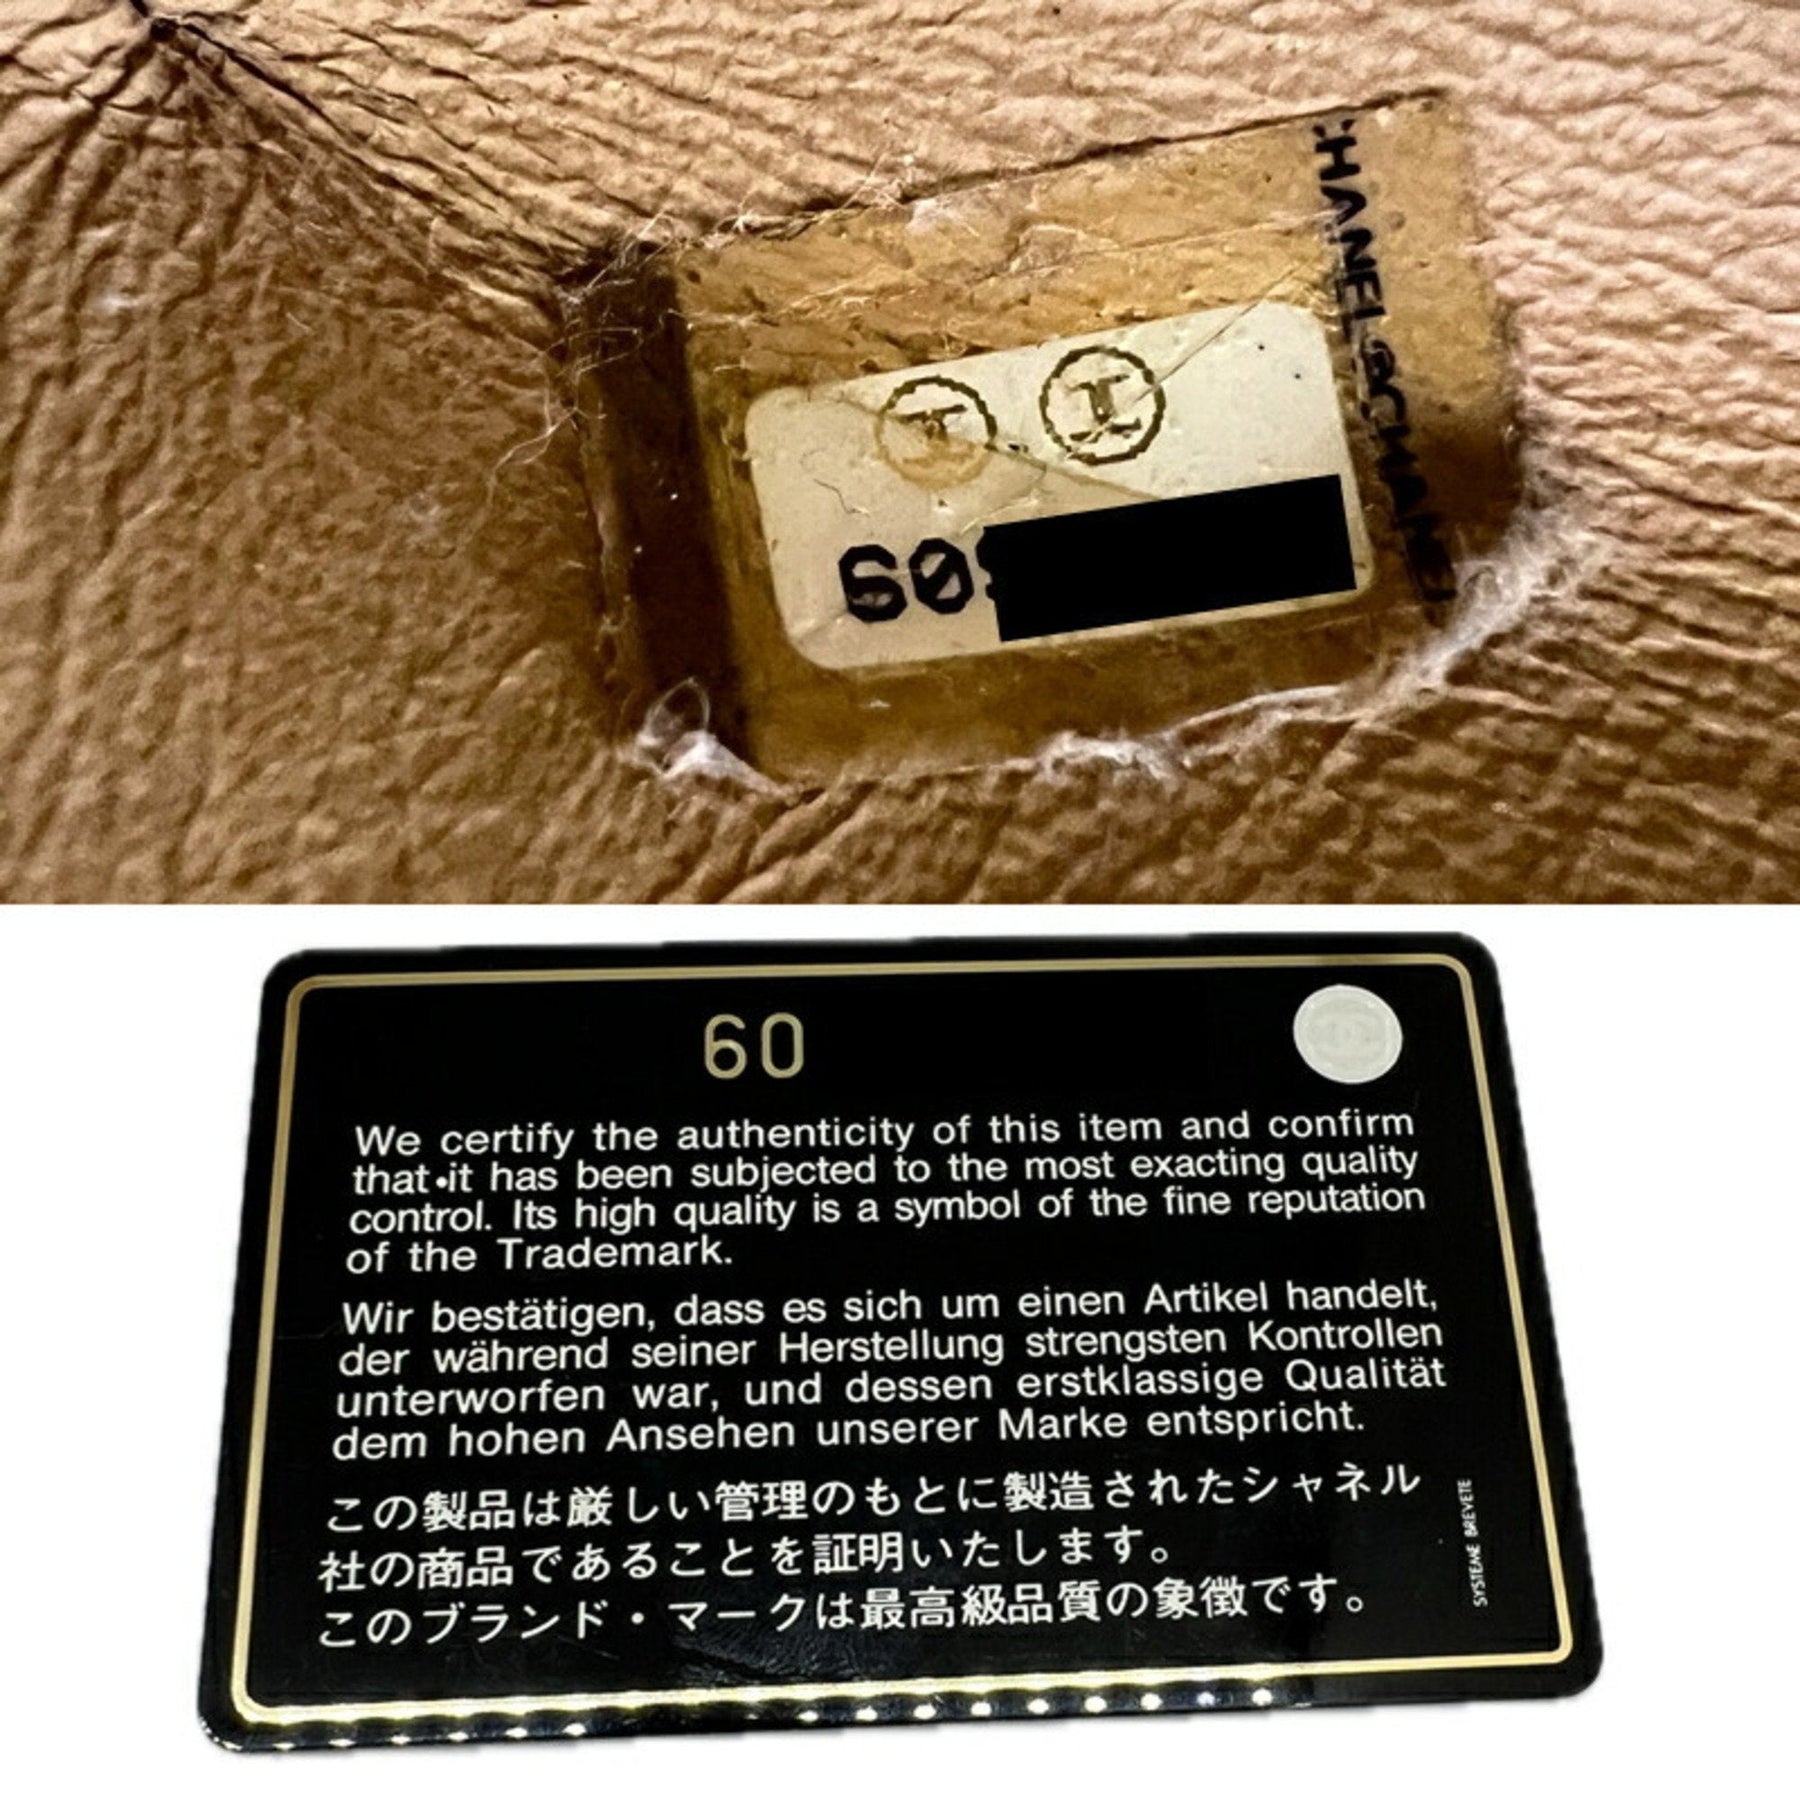 CHANEL CHANEL
60
60
We certify the authenticity of this item and confirm
that it has been subjected to the most exacting quality
control. Its high quality is a symbol of the fine reputation
of the Trademark.
Wir bestätigen, dass es sich um einen Artikel handelt,
der während seiner Herstellung strengsten Kontrollen
unterworfen war, und dessen erstklassige Qualität
dem hohen Ansehen unserer Marke entspricht.
この製品は厳しい管理のもとに製造されたシャネル
社の商品であることを証明いたします。
このブランド・マークは最高級品質の象徴です。
SYSTEME BREVETE